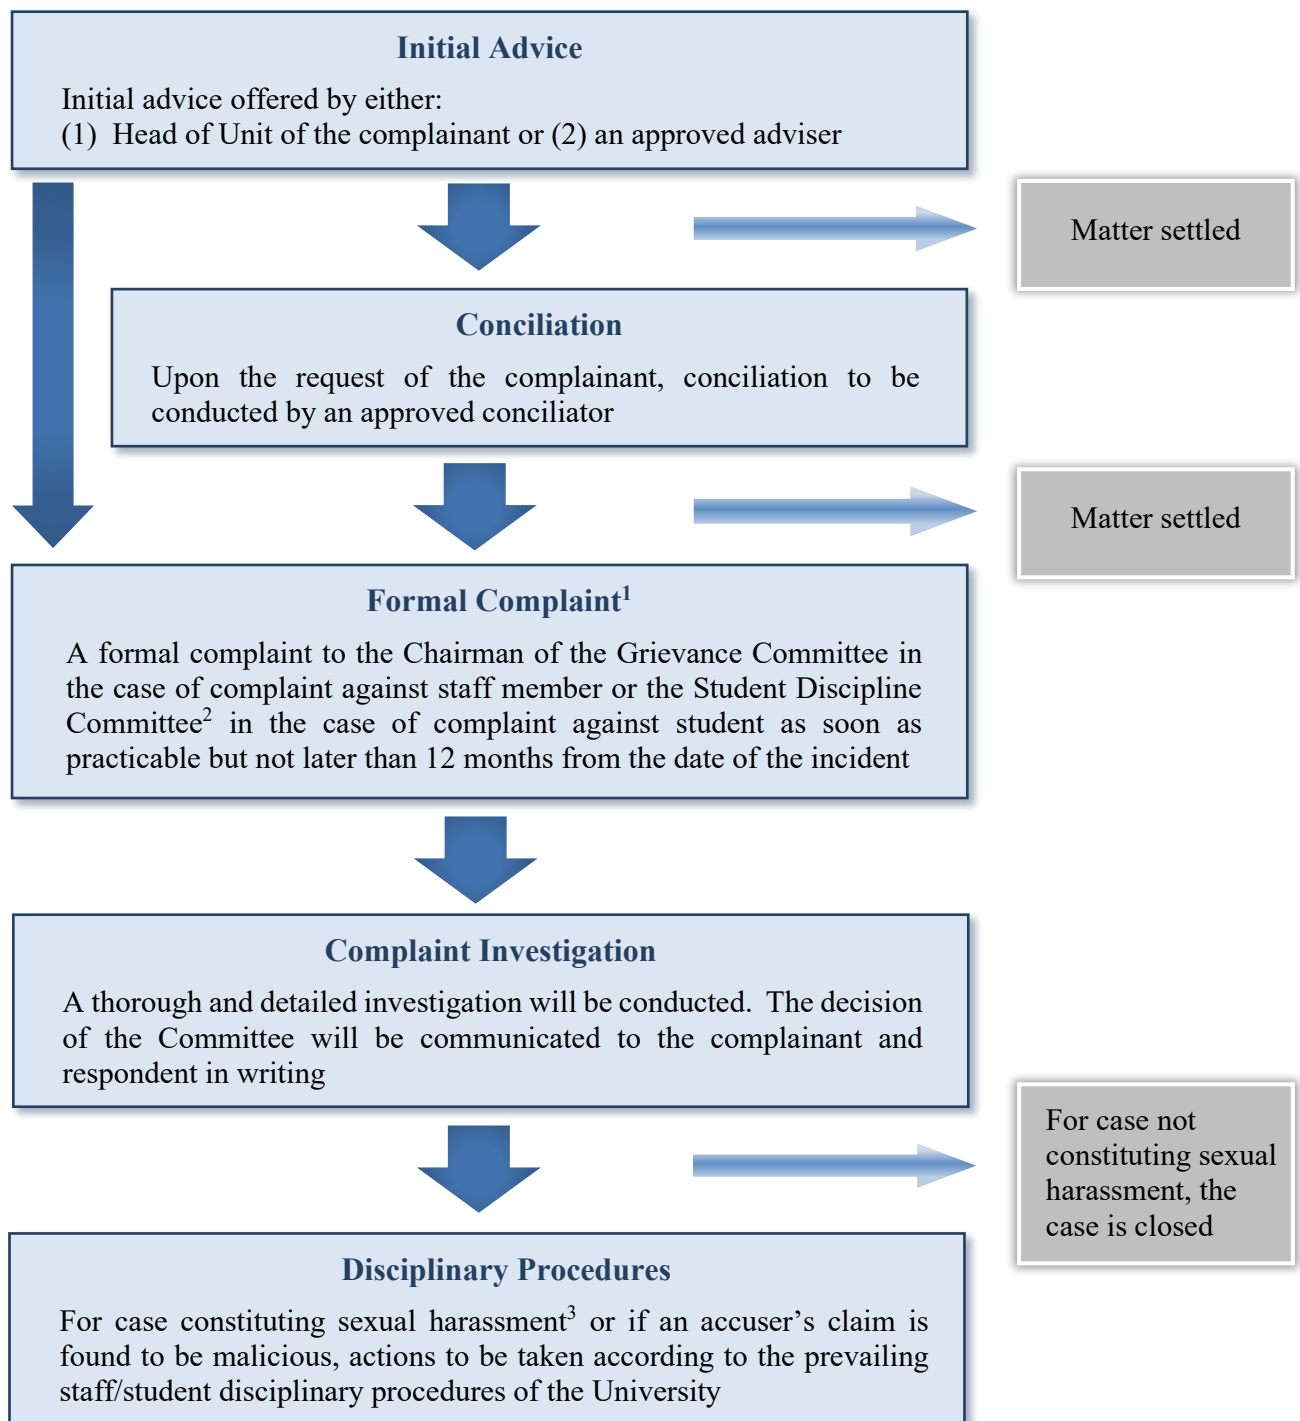 Initial Advice
Initial advice offered by either:
(1) Head of Unit of the complainant or (2) an approved adviser
Matter settled
Conciliation
Upon the request of the complainant, conciliation to be
conducted by an approved conciliator
Matter settled
Formal Complaint¹
A formal complaint to the Chairman of the Grievance Committee in
the case of complaint against staff member or the Student Discipline
Committee² in the case of complaint against student as soon as
practicable but not later than 12 months from the date of the incident
Complaint Investigation
A thorough and detailed investigation will be conducted. The decision
of the Committee will be communicated to the complainant and
respondent in writing
For case not
constituting sexual
harassment, the
case is closed
Disciplinary Procedures
For case constituting sexual harassment³ or if an accuser’s claim is
found to be malicious, actions to be taken according to the prevailing
staff/student disciplinary procedures of the University